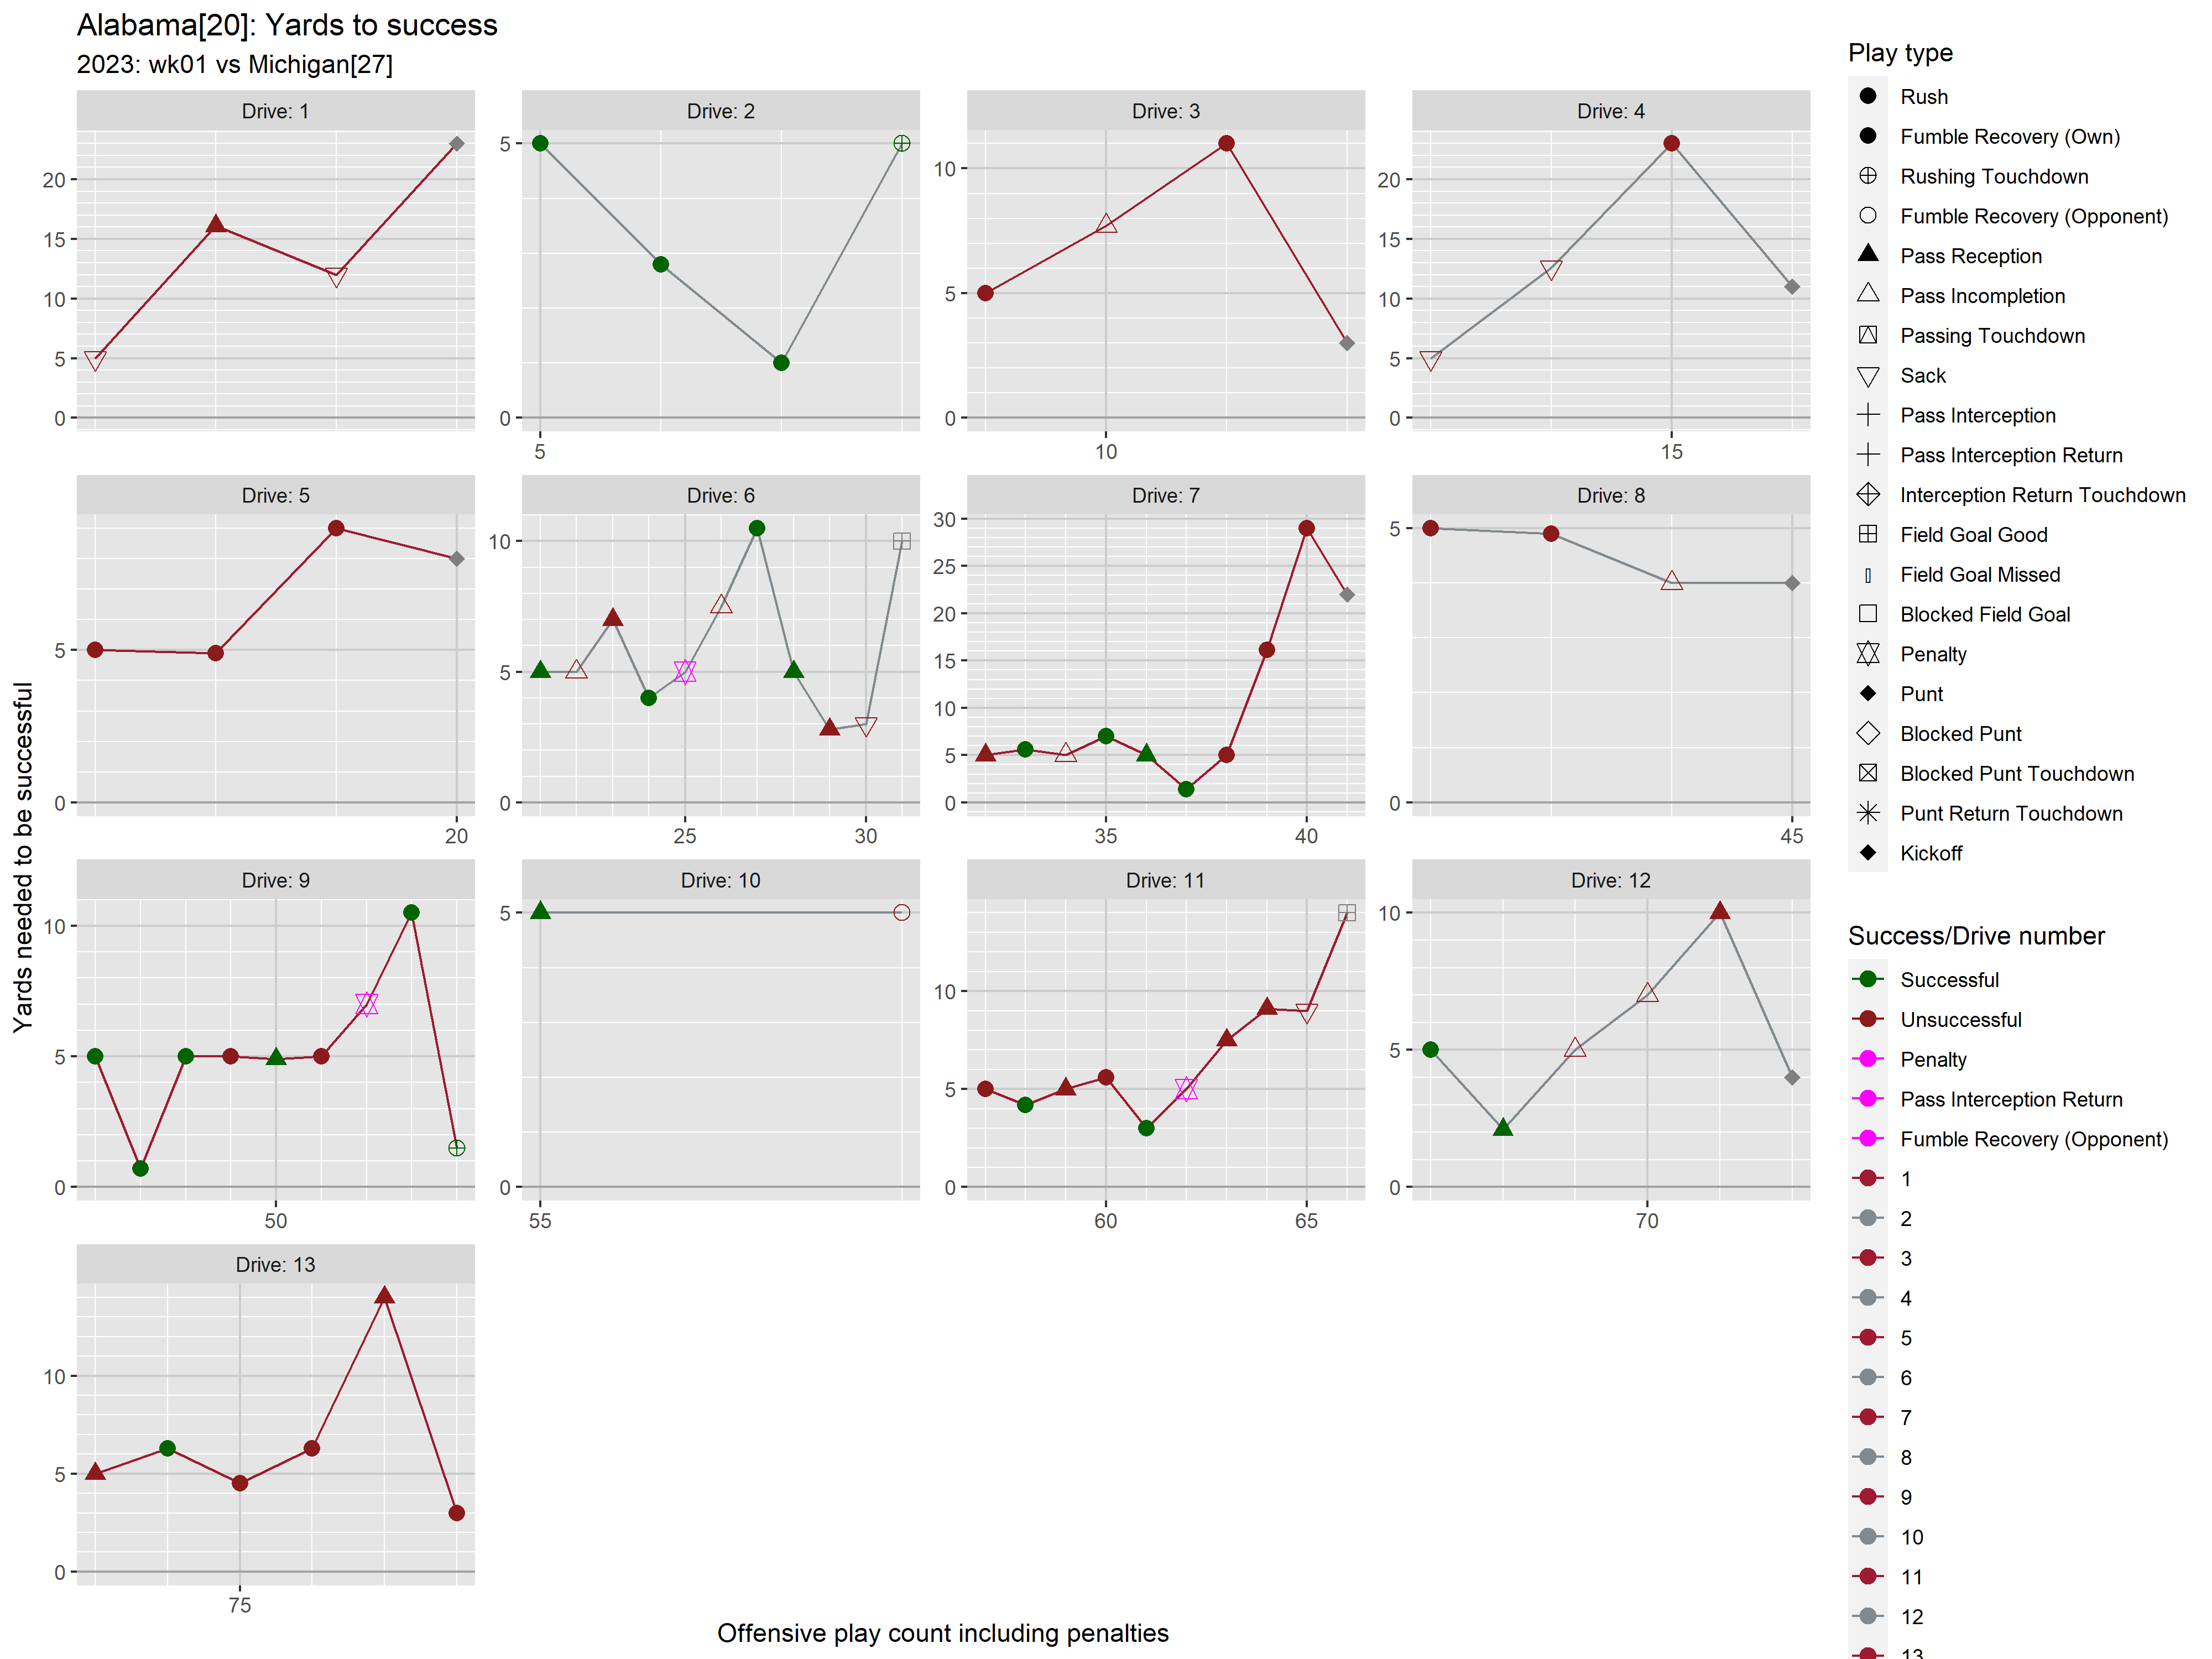 Alabama[20]: Yards to success
2023: wk01 vs Michigan[27]
Drive: 1
Drive: 2
Drive: 3
Drive: 4
20
15
10
5
0
5
0
5
10
5
0
10
20
15
10
5
0
15
Drive: 5
Drive: 6
Drive: 7
Drive: 8
5
0
20
10
5
0
25
30
30
25
20
15
10
5
0
35
40
5
0
45
Drive: 9
Drive: 10
Drive: 11
Drive: 12
10
5
0
50
5
0
55
10
5
0
60
65
10
5
0
70
Drive: 13
10
5
0
75
Yards needed to be successful
Offensive play count including penalties
Play type
Rush
Fumble Recovery (Own)
Rushing Touchdown
Fumble Recovery (Opponent)
Pass Reception
Pass Incompletion
Passing Touchdown
Sack
Pass Interception
Pass Interception Return
Interception Return Touchdown
Field Goal Good
Field Goal Missed
Blocked Field Goal
Penalty
Punt
Blocked Punt
Blocked Punt Touchdown
Punt Return Touchdown
Kickoff
Success/Drive number
Successful
Unsuccessful
Penalty
Pass Interception Return
Fumble Recovery (Opponent)
1
2
3
4
5
6
7
8
9
10
11
12
13